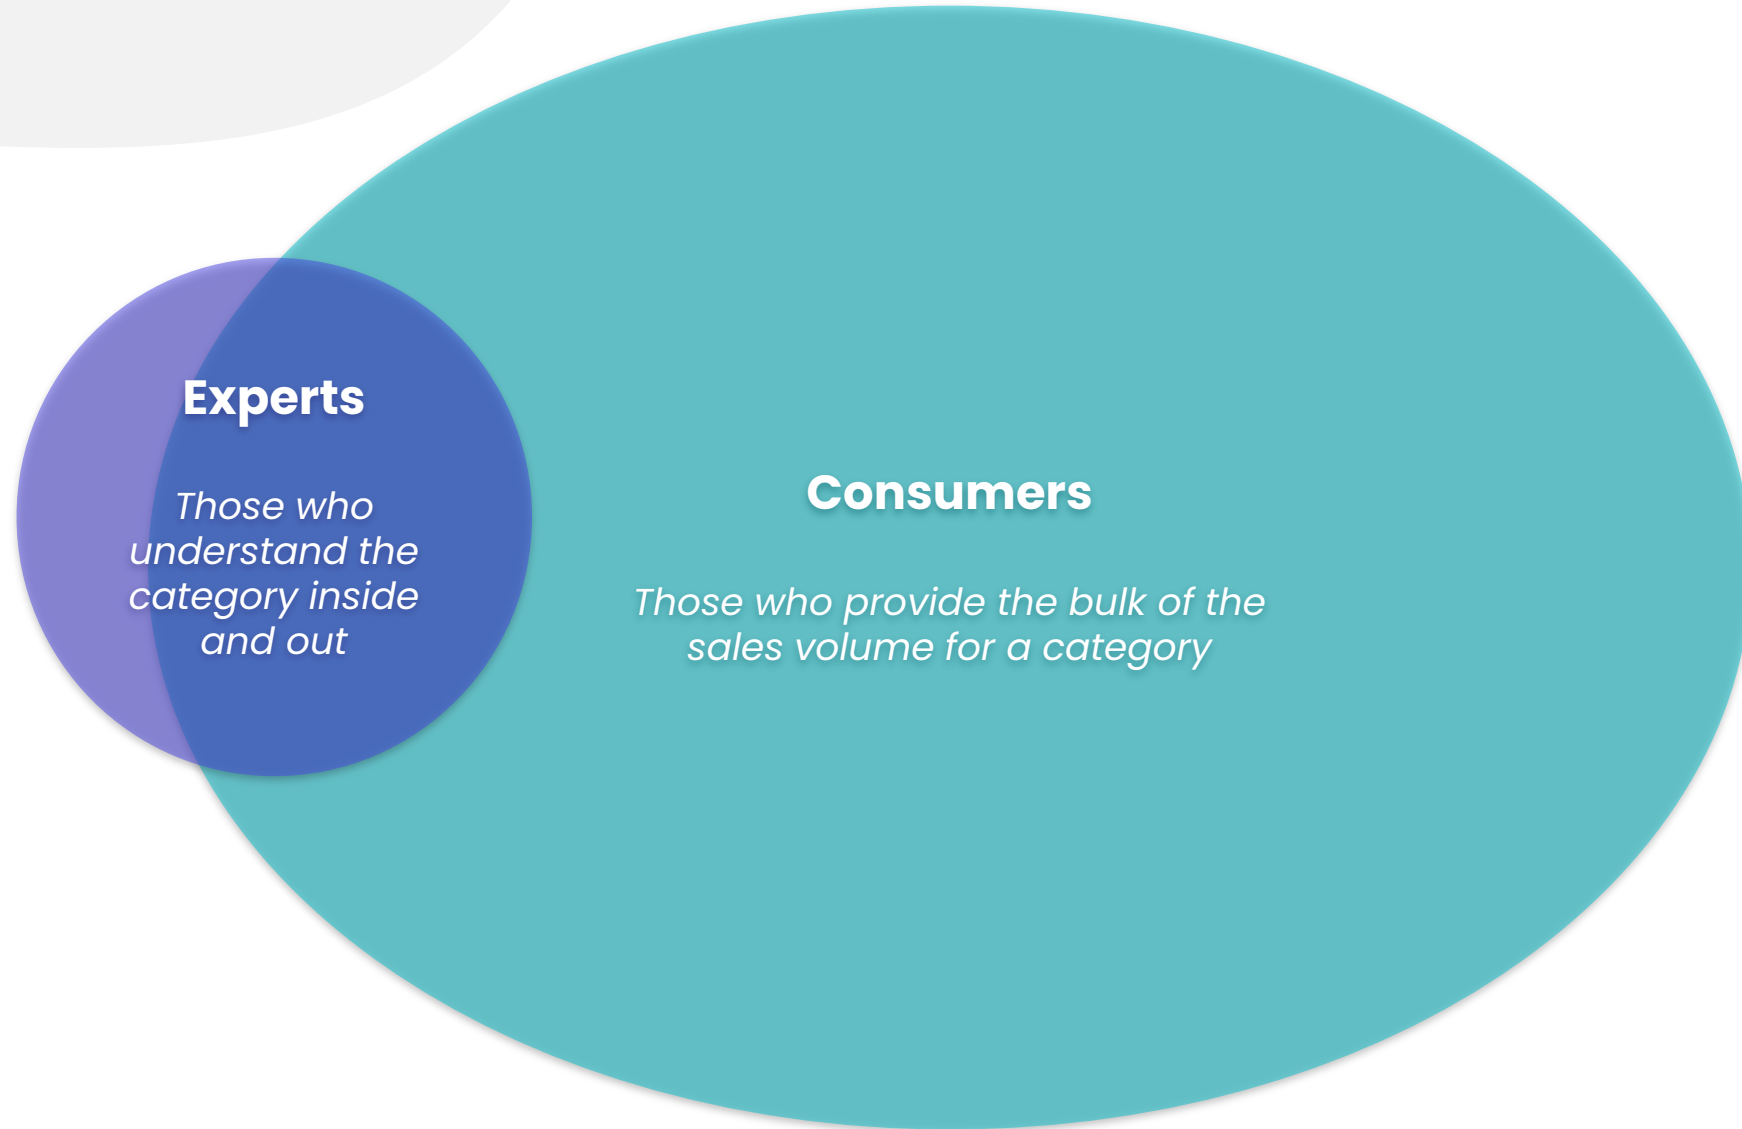 Experts
Those who
understand the
category inside
and out
Consumers
Those who provide the bulk of the
sales volume for a category